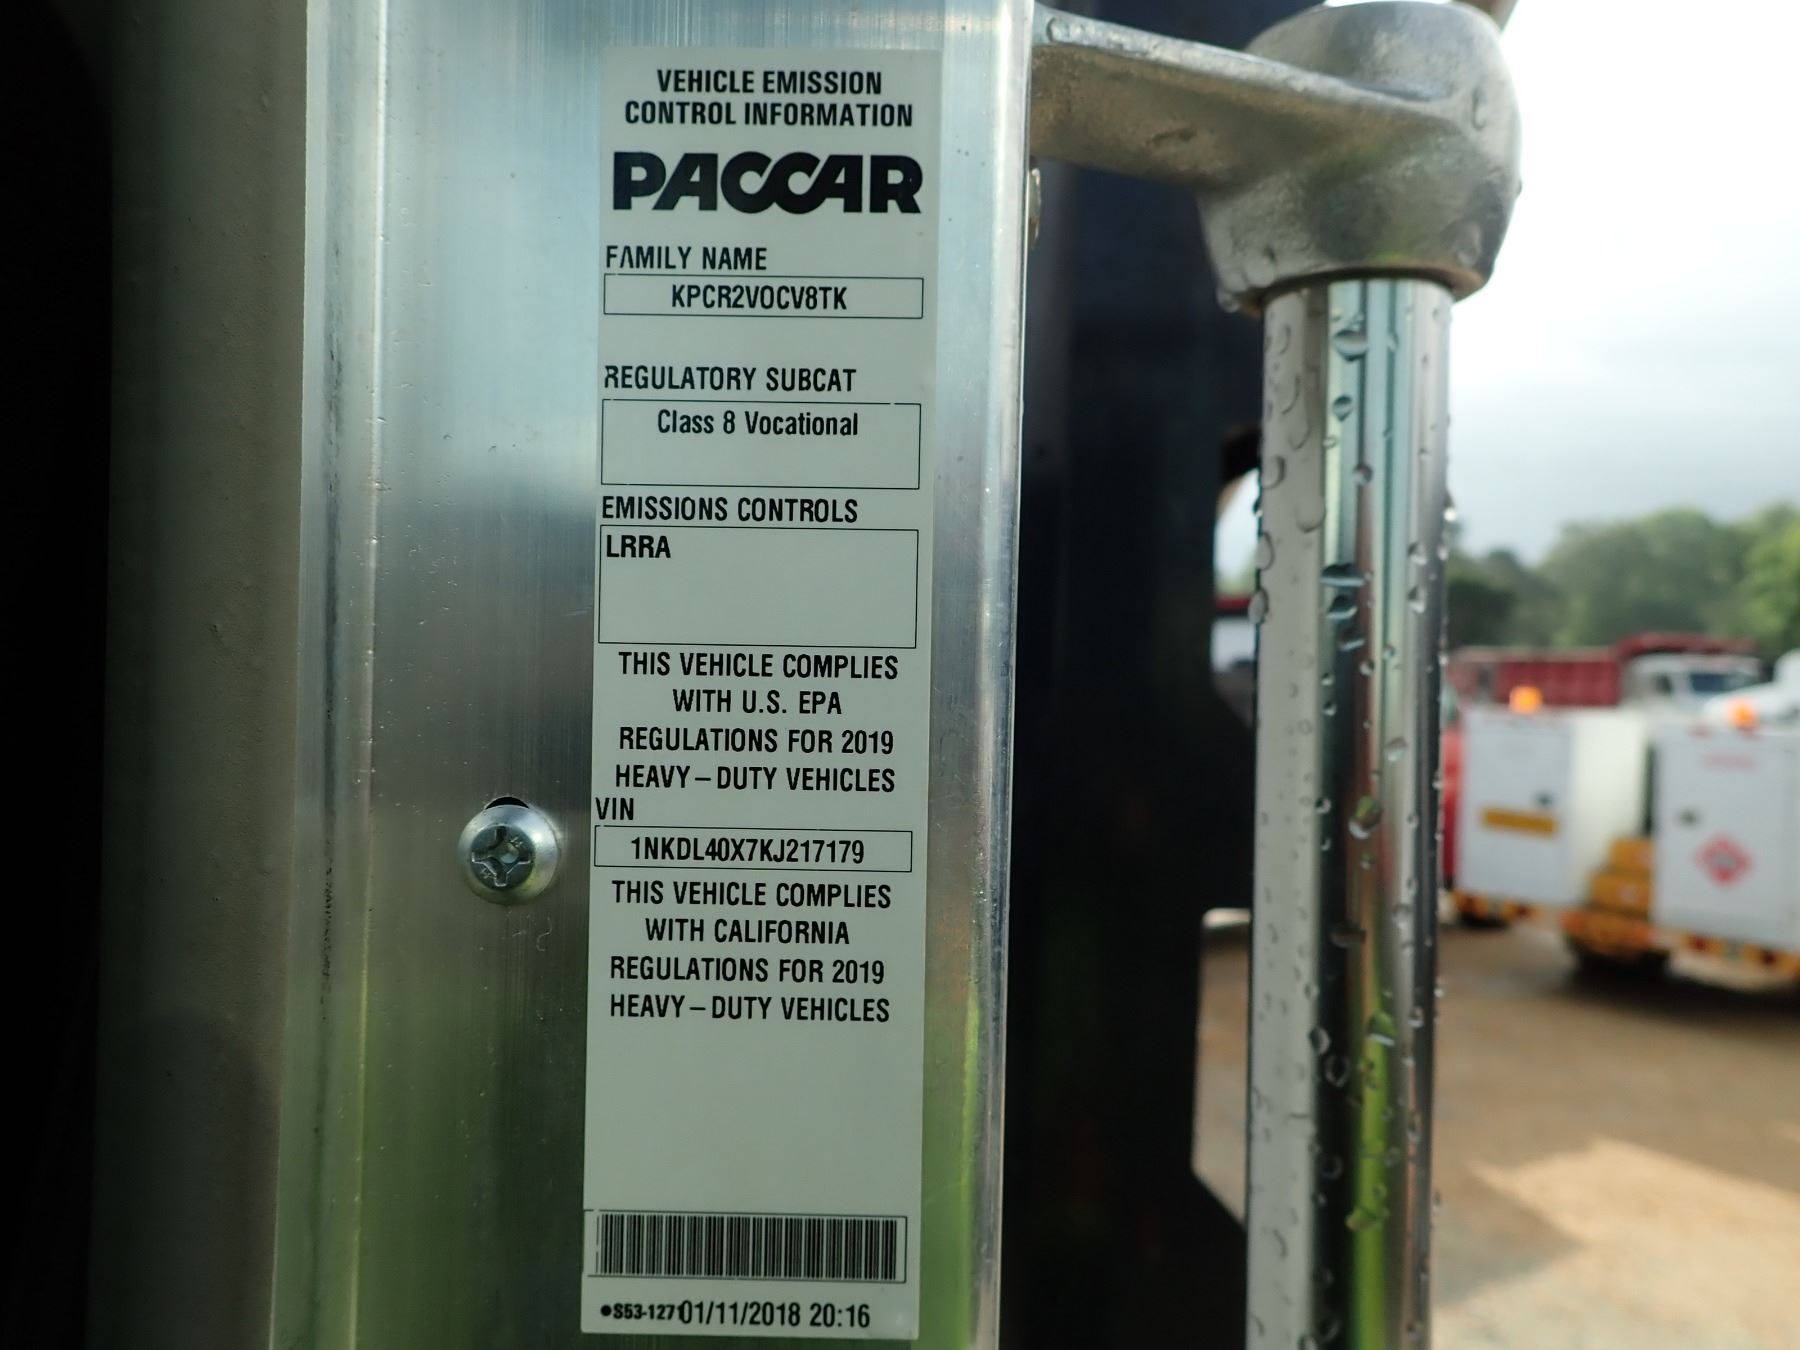 VEHICLE EMISSION
CONTROL INFORMATION
PACCAR
FAMILY NAME
KPCR2VOCV8TK
REGULATORY SUBCAT
Class 8 Vocational
EMISSIONS CONTROLS
LRRA
THIS VEHICLE COMPLIES
WITH U.S. EPA
REGULATIONS FOR 2019
HEAVY–DUTY VEHICLES
VIN
1NKDL40X7KJ217179
THIS VEHICLE COMPLIES
WITH CALIFORNIA
REGULATIONS FOR 2019
HEAVY–DUTY VEHICLES
●S53-1271 01/11/2018 20:16